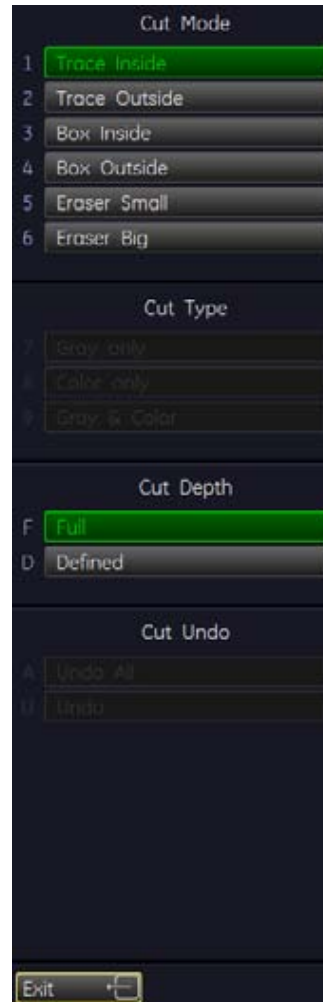 Cut Mode
1 Trace Inside
2 Trace Outside
3 Box Inside
4 Box Outside
5 Eraser Small
6 Eraser Big
Cut Type
7 Gray only
8 Color only
9 Gray & Color
Cut Depth
F Full
D Defined
Cut Undo
A Undo All
U Undo
Exit